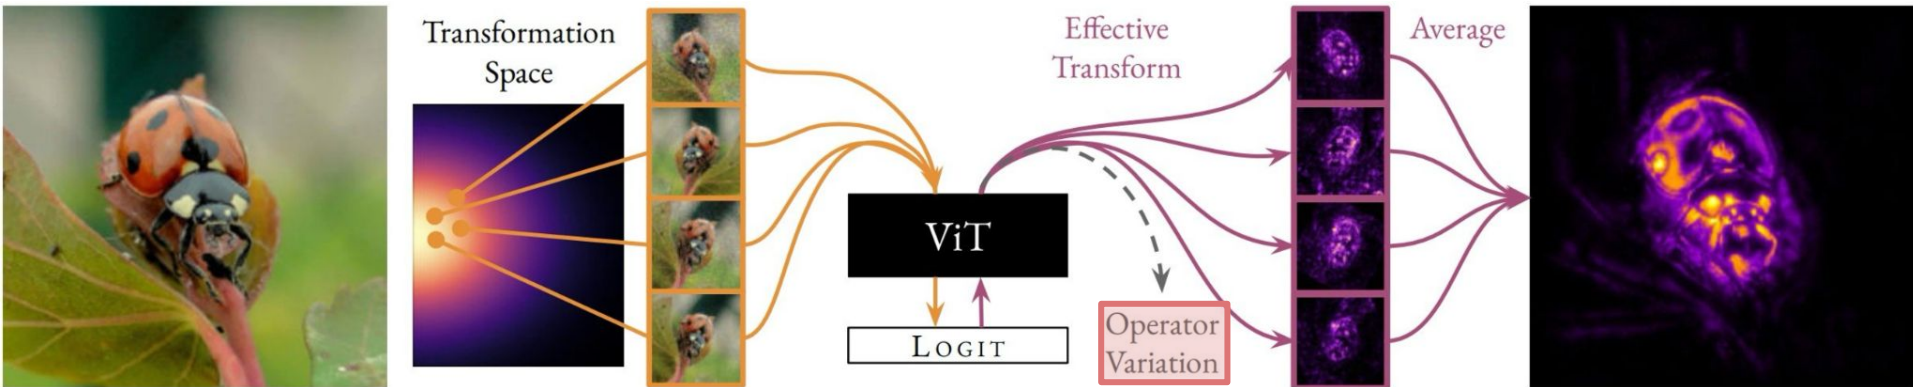 Transformation
Space
ViT
LOGIT
Effective
Transform
Operator
Variation
Average